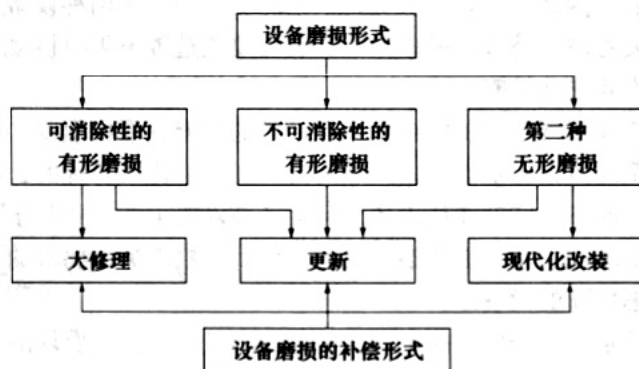 设备磨损形式
可消除性的
有形磨损
不可消除性的
有形磨损
第二种
无形磨损
大修理
更新
现代化改装
设备磨损的补偿形式